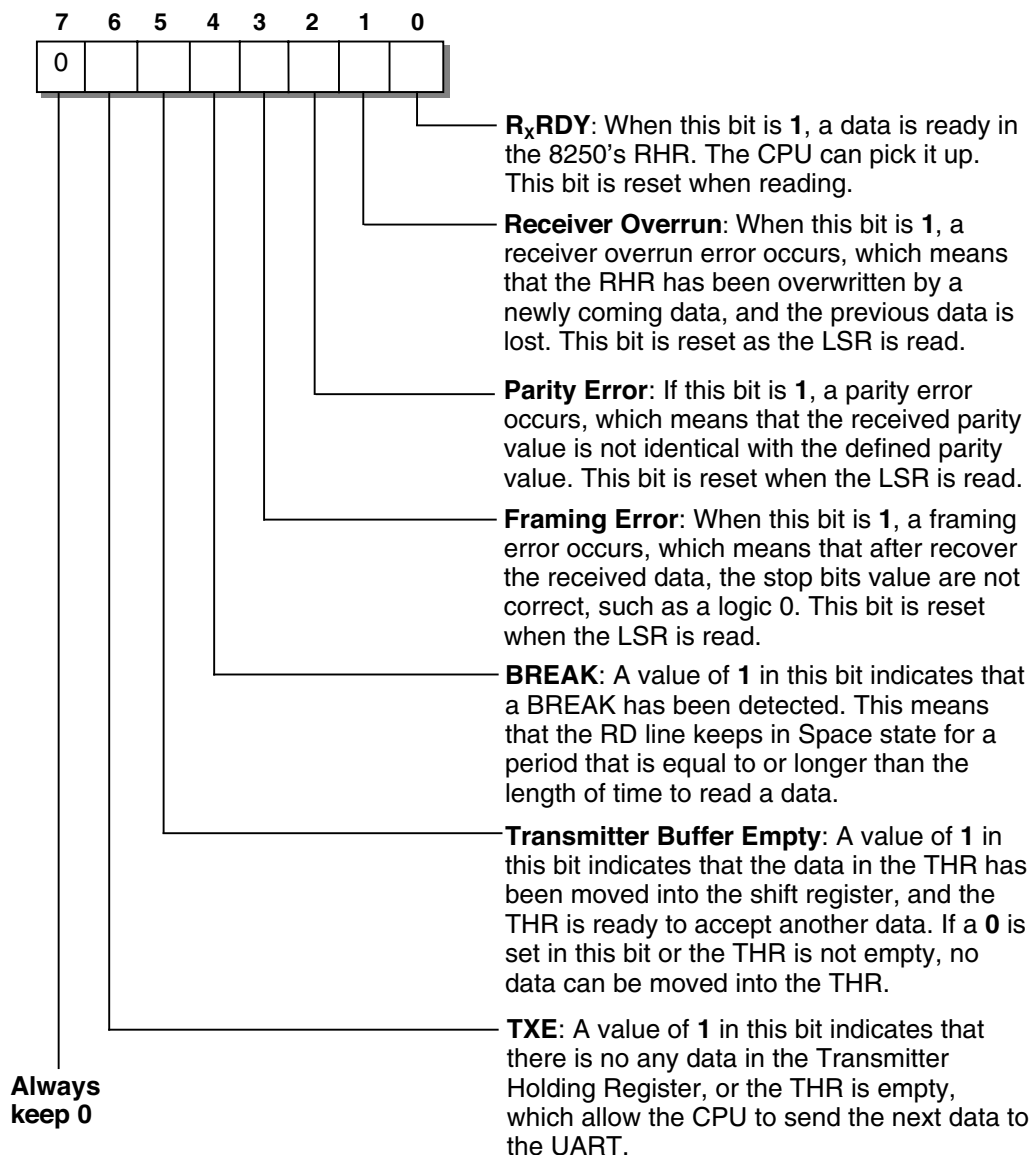 7 6 5 4 3 2 1 0
0
RxRDY: When this bit is 1, a data is ready in
the 8250's RHR. The CPU can pick it up.
This bit is reset when reading.
Receiver Overrun: When this bit is 1, a
receiver overrun error occurs, which means
that the RHR has been overwritten by a
newly coming data, and the previous data is
lost. This bit is reset as the LSR is read.
Parity Error: If this bit is 1, a parity error
occurs, which means that the received parity
value is not identical with the defined parity
value. This bit is reset when the LSR is read.
Framing Error: When this bit is 1, a framing
error occurs, which means that after recover
the received data, the stop bits value are not
correct, such as a logic 0. This bit is reset
when the LSR is read.
BREAK: A value of 1 in this bit indicates that
a BREAK has been detected. This means
that the RD line keeps in Space state for a
period that is equal to or longer than the
length of time to read a data.
Transmitter Buffer Empty: A value of 1 in
this bit indicates that the data in the THR has
been moved into the shift register, and the
THR is ready to accept another data. If a 0 is
set in this bit or the THR is not empty, no
data can be moved into the THR.
TXE: A value of 1 in this bit indicates that
there is no any data in the Transmitter
Holding Register, or the THR is empty,
which allow the CPU to send the next data to
the UART.
Always
keep 0